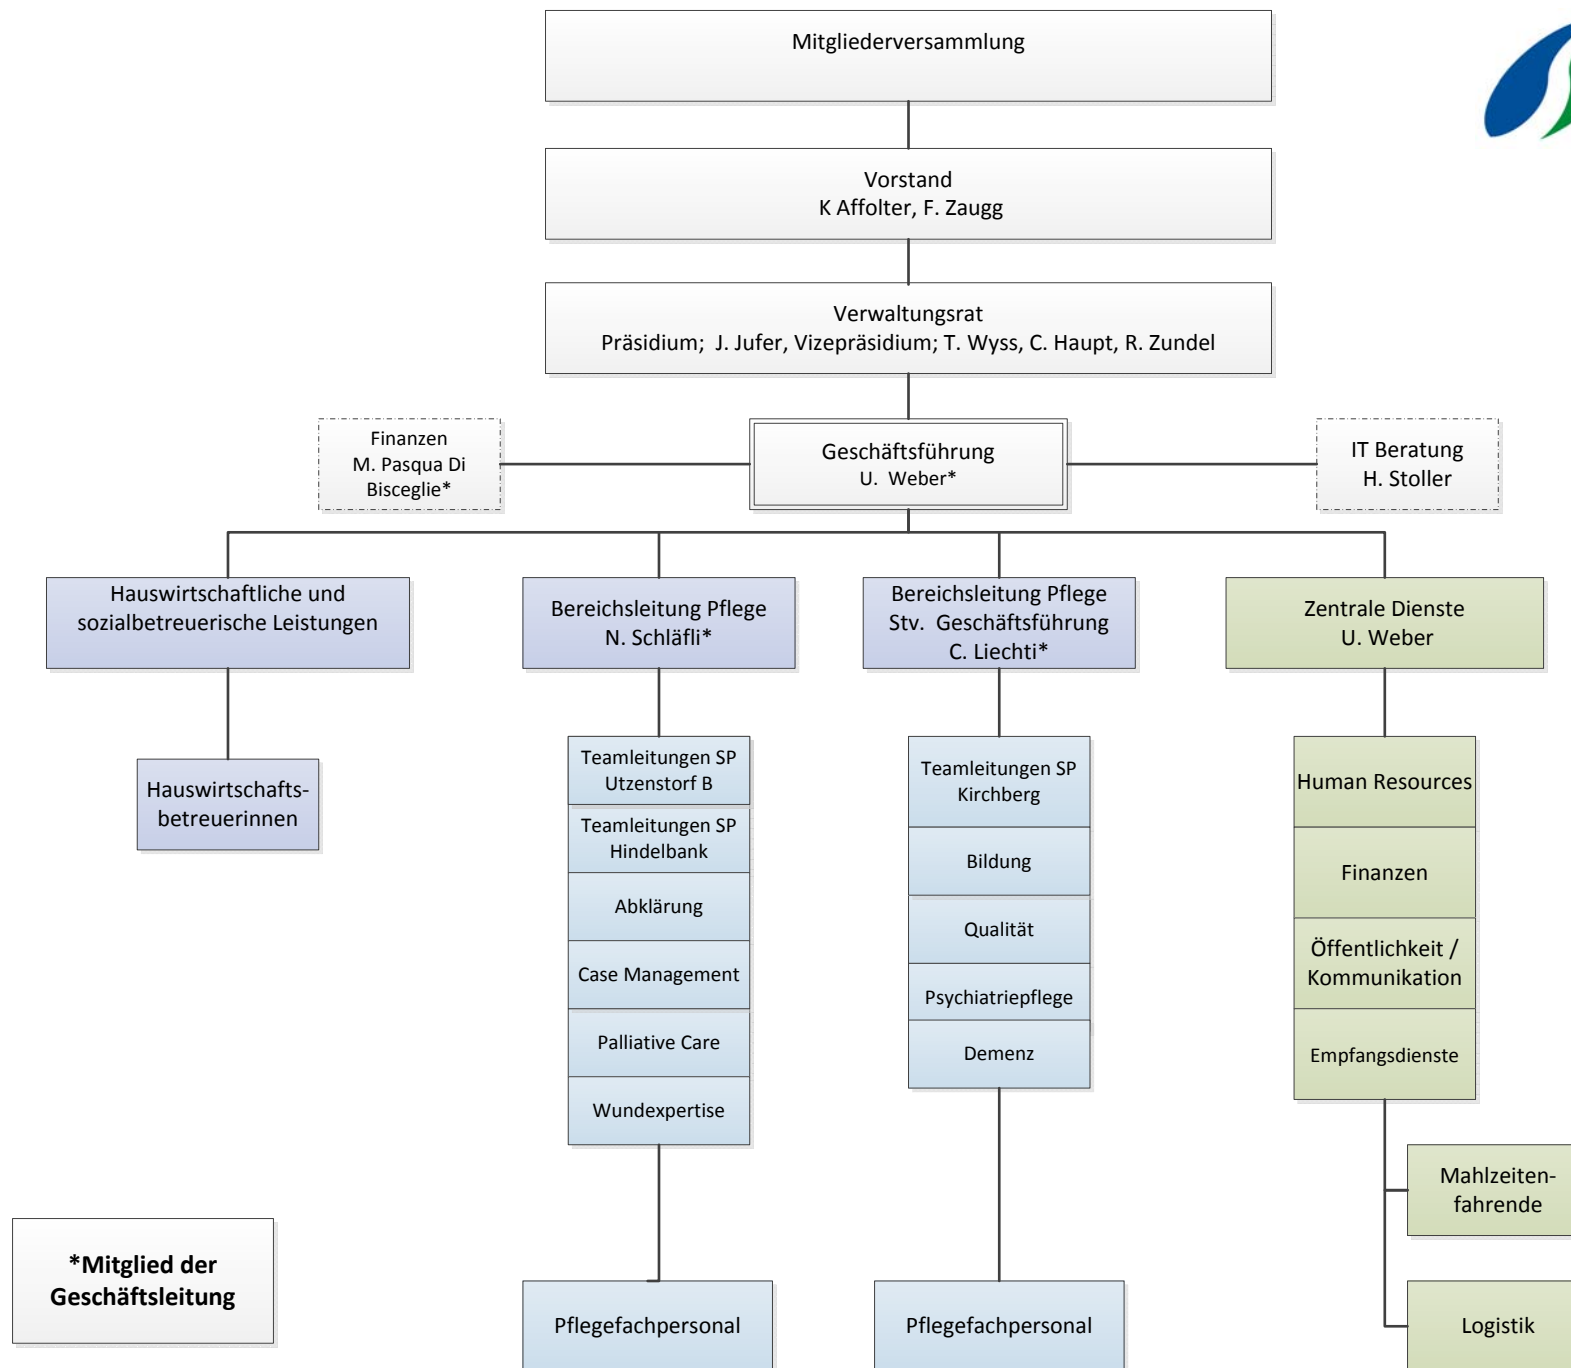 Mitgliederversammlung
Vorstand
K Affolter, F. Zaugg
Verwaltungsrat
Präsidium; J. Jufer, Vizepräsidium; T. Wyss, C. Haupt, R. Zundel
Finanzen
M. Pasqua Di
Bisceglie*
Geschäftsführung
U. Weber*
IT Beratung
H. Stoller
Hauswirtschaftliche und
sozialbetreuerische Leistungen
Bereichsleitung Pflege
N. Schläfli*
Bereichsleitung Pflege
Stv. Geschäftsführung
C. Liechti*
Zentrale Dienste
U. Weber
Hauswirtschafts-
betreuerinnen
Teamleitungen SP
Utzenstorf B
Teamleitungen SP
Hindelbank
Abklärung
Case Management
Palliative Care
Wundexpertise
Teamleitungen SP
Kirchberg
Bildung
Qualität
Psychiatriepflege
Demenz
Human Resources
Finanzen
Öffentlichkeit /
Kommunikation
Empfangsdienste
Mahlzeiten-
fahrende
*Mitglied der
Geschäftsleitung
Pflegefachpersonal
Pflegefachpersonal
Logistik